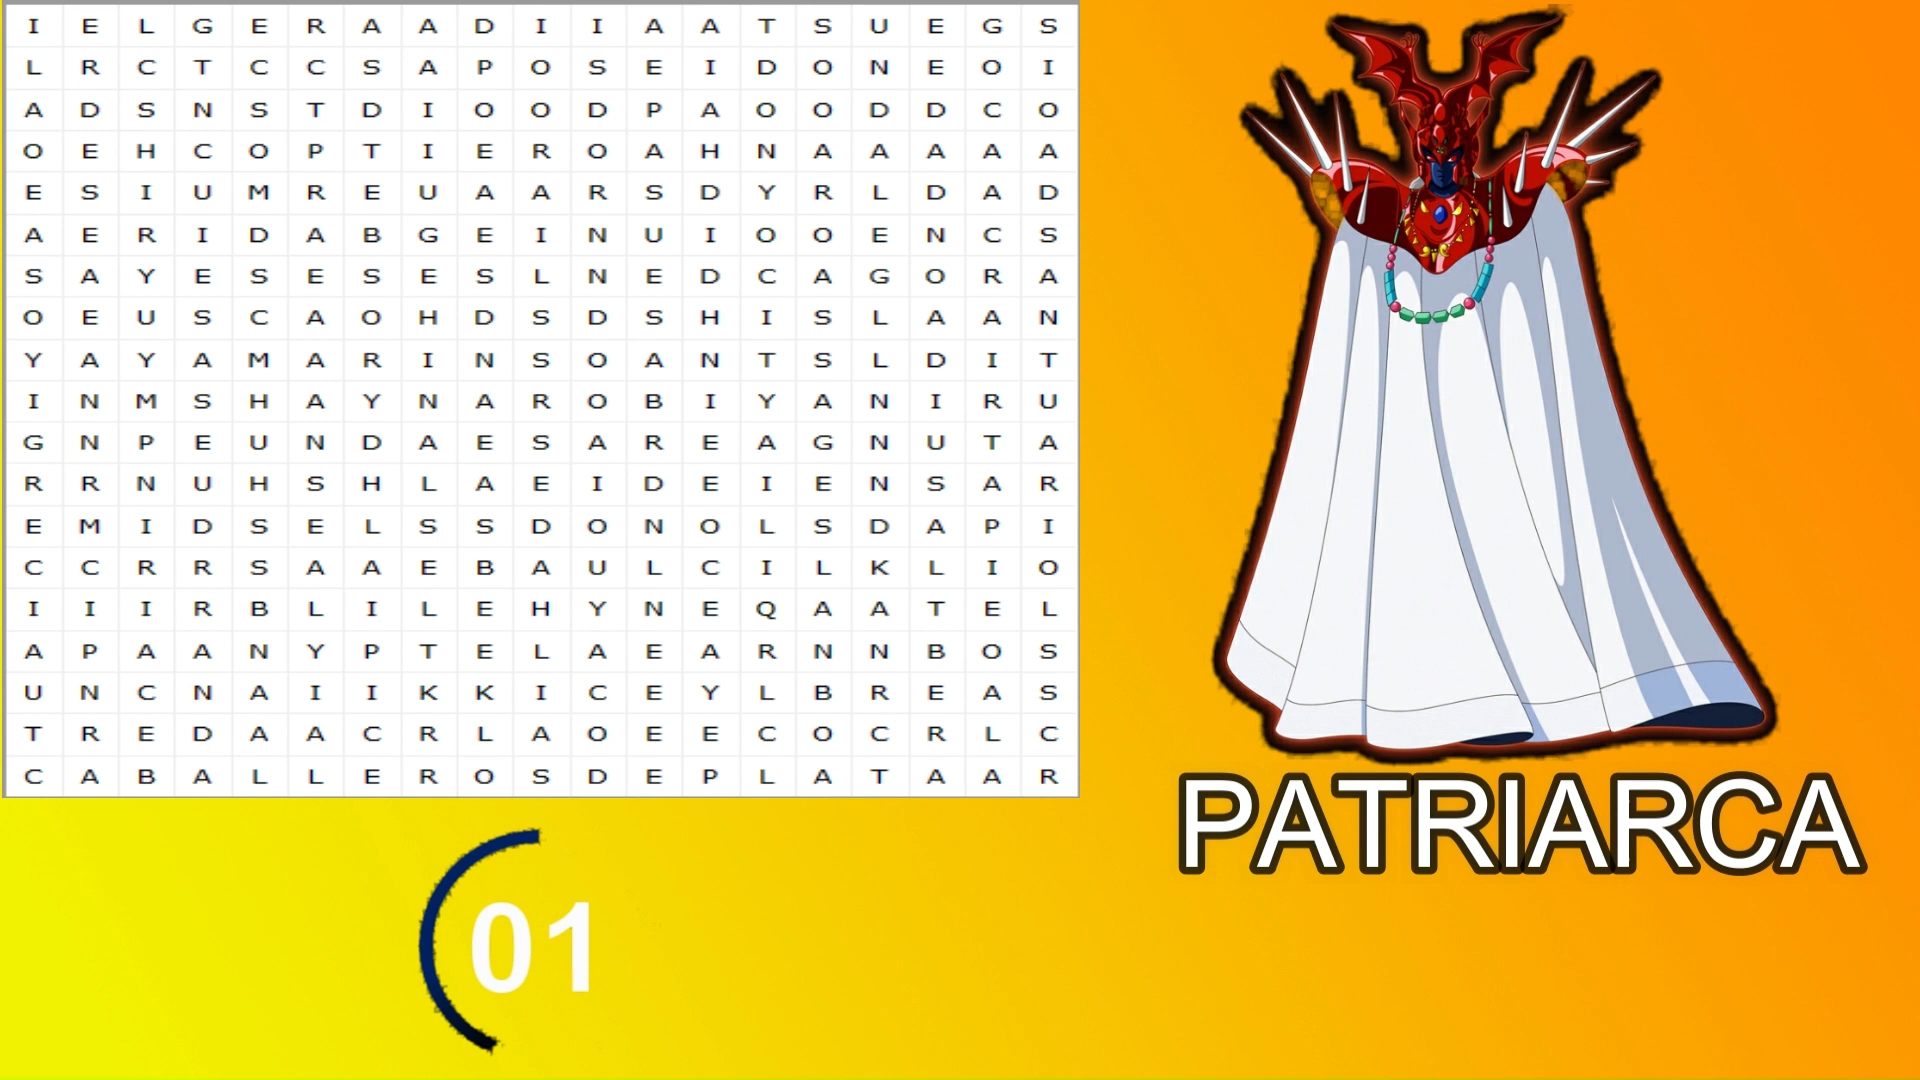 I E L G E R A A D I I A A T S U E G S
L R C T C C S A P O S E I D O N E O I
A D S N S T D I O O D P A O O D D C O
O E H C O P T I E R O A H N A A A A A
E S I U M R E U A A R S D Y R L D A D
A E R I D A B G E I N U I O O E N C S
S A Y E S E S E S L N E D C A G O R A
O E U S C A O H D S D S H I S L A A N
Y A Y A M A R I N S O A N T S L D I T
I N M S H A Y N A R O B I Y A N I R U
G N P E U N D A E S A R E A G N U T A
R R N U H S H L A E I D E I E N S A R
E M I D S E L S S D O N O L S D A P I
C C R R S A A E B A U L C I L K L I O
I I I R B L I L E H Y N E Q A A T E L
A P A A N Y P T E L A E A R N N B O S
U N C N A I I K K I C E Y L B R E A S
T R E D A A C R L A O E E C O C R L C
C A B A L L E R O S D E P L A T A A R
PATRIARCA
01